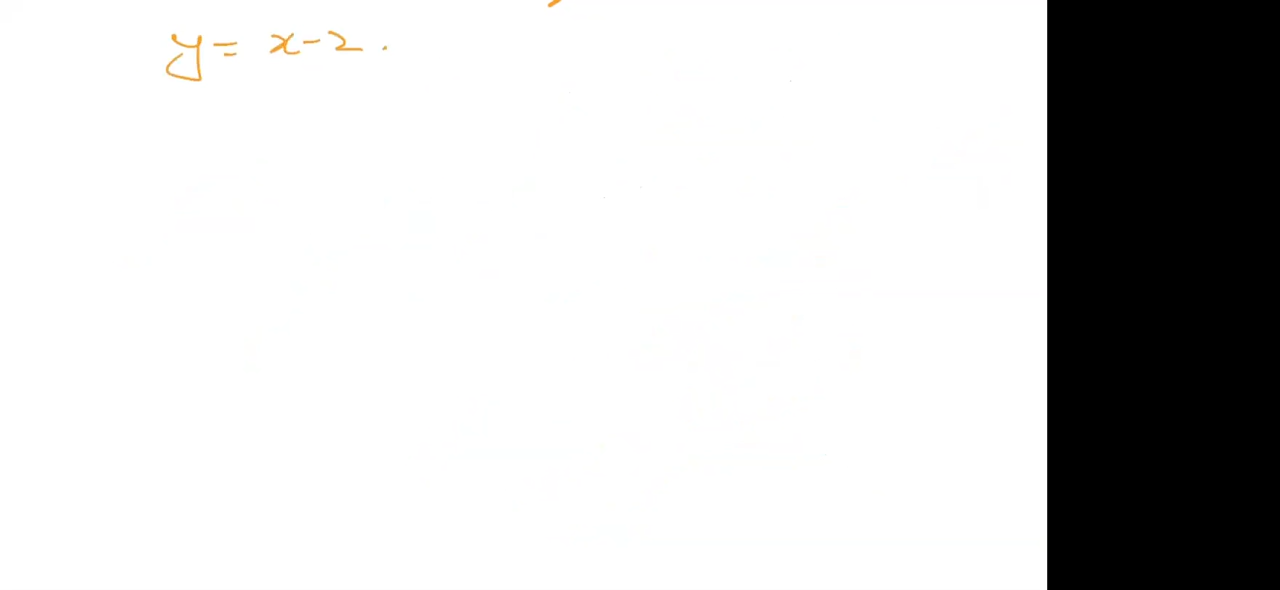 y = x-2.